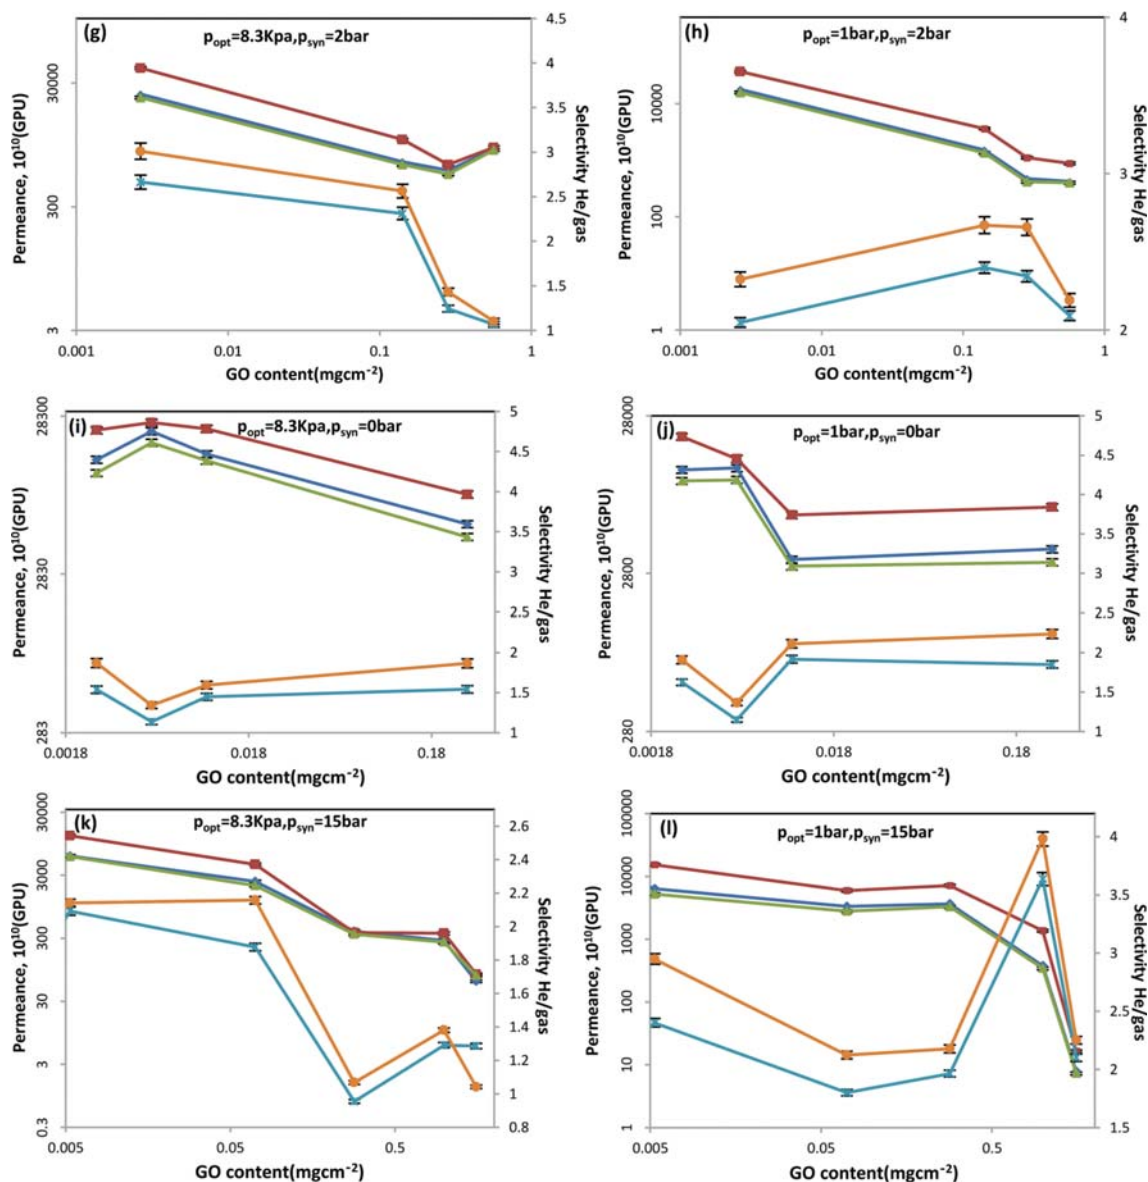 (g)
p_opt=8.3Kpa,p_syn=2bar
Permeance, 10^10(GPU)
30000
300
3
4.5
4
3.5
3
2.5
2
1.5
1
Selectivity He/gas
0.001
0.01
0.1
1
GO content(mgcm^-2)
(h)
p_opt=1bar,p_syn=2bar
Permeance, 10^10(GPU)
10000
100
1
4
3
2
Selectivity He/gas
0.001
0.01
0.1
1
GO content(mgcm^-2)
(i)
p_opt=8.3Kpa,p_syn=0bar
Permeance, 10^10(GPU)
28300
2830
283
5
4.5
4
3.5
3
2.5
2
1.5
1
Selectivity He/gas
0.0018
0.018
0.18
GO content(mgcm^-2)
(j)
p_opt=1bar,p_syn=0bar
Permeance, 10^10(GPU)
28000
2800
280
5
4.5
4
3.5
3
2.5
2
1.5
1
Selectivity He/gas
0.0018
0.018
0.18
GO content(mgcm^-2)
(k)
p_opt=8.3Kpa,p_syn=15bar
Permeance, 10^10(GPU)
30000
3000
300
30
3
0.3
2.6
2.4
2.2
2
1.8
1.6
1.4
1.2
1
0.8
Selectivity He/gas
0.005
0.05
0.5
GO content(mgcm^-2)
(l)
p_opt=1bar,p_syn=15bar
Permeance, 10^10(GPU)
100000
10000
1000
100
10
1
4
3.5
3
2.5
2
1.5
Selectivity He/gas
0.005
0.05
0.5
GO content(mgcm^-2)